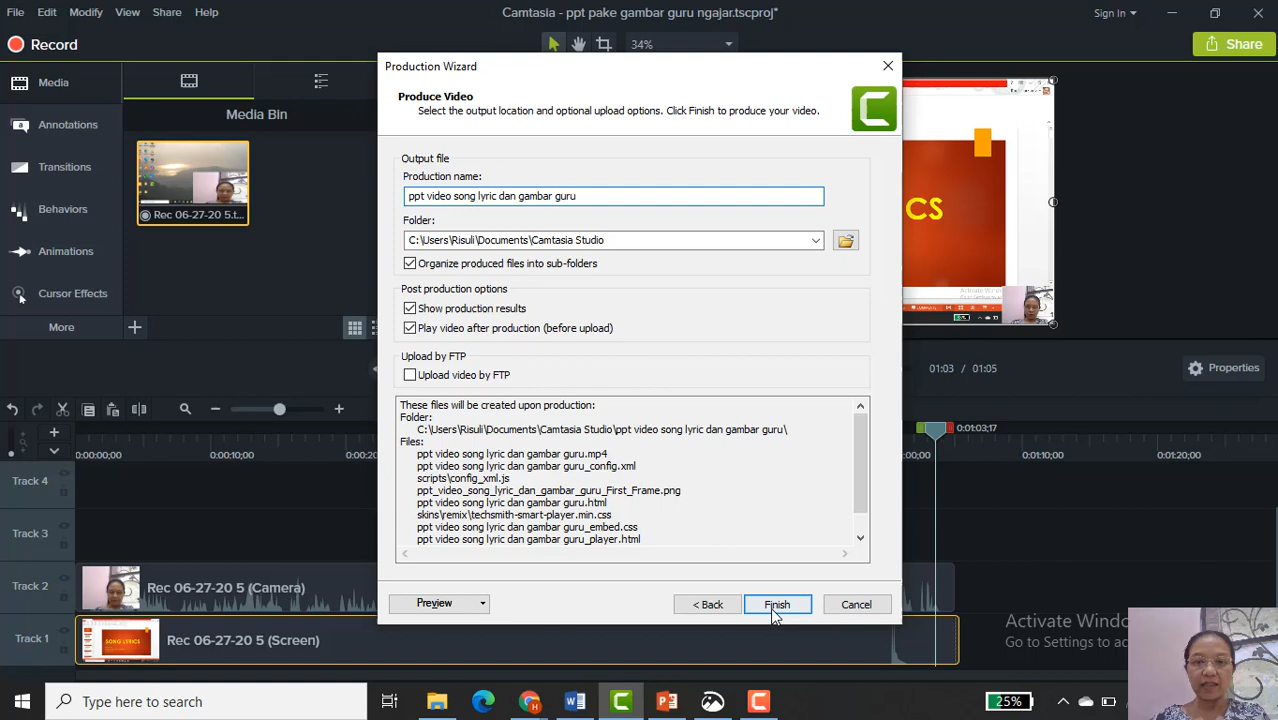 File Edit Modify View Share Help Camtasia - ppt pake gambar guru ngajar.tscproj* Sign In
Record 34% Share
Media
Annotations
Transitions
Behaviors
Animations
Cursor Effects
More
Media Bin
Rec 06-27-20 5.t...
Production Wizard
Produce Video
Select the output location and optional upload options. Click Finish to produce your video.
Output file
Production name:
ppt video song lyric dan gambar guru
Folder:
C:\Users\Risuli\Documents\Camtasia Studio
Organize produced files into sub-folders
Post production options
Show production results
Play video after production (before upload)
Upload by FTP
Upload video by FTP
These files will be created upon production:
Folder:
C:\Users\Risuli\Documents\Camtasia Studio\ppt video song lyric dan gambar guru\
Files:
ppt video song lyric dan gambar guru.mp4
ppt video song lyric dan gambar guru_config.xml
scripts\config_xml.js
ppt_video_song_lyric_dan_gambar_guru_First_Frame.png
ppt video song lyric dan gambar guru.html
skins\remix\techsmith-smart-player.min.css
ppt video song lyric dan gambar guru_embed.css
ppt video song lyric dan gambar guru_player.html
Preview < Back Finish Cancel
CS
Activate Wind
01:03 / 01:05 Properties
0:01:03;17
0:00:00;00 00:00:10;00 00;00 00:01:10;00 00:01:20;00
Track 4
Track 3
Track 2 Rec 06-27-20 5 (Camera)
Track 1 SONG LYRICS Rec 06-27-20 5 (Screen)
Activate Windo
Go to Settings to a
Type here to search 25%